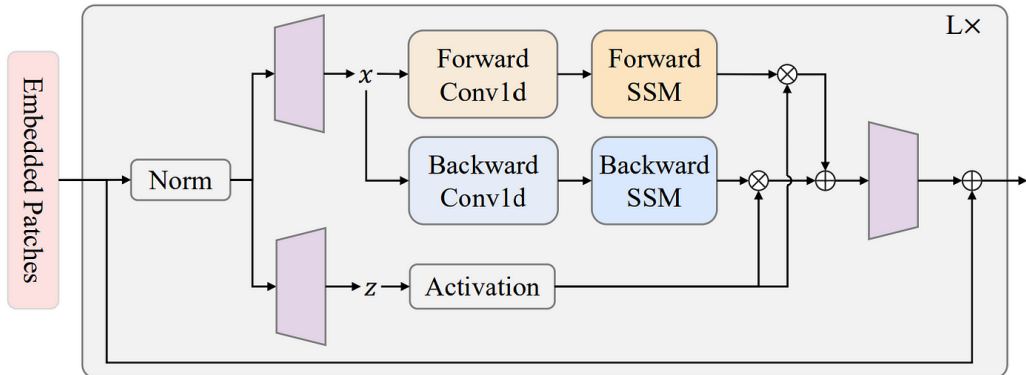 L×
Embedded Patches
Norm
x
Forward
Conv1d
Forward
SSM
Backward
Conv1d
Backward
SSM
z
Activation